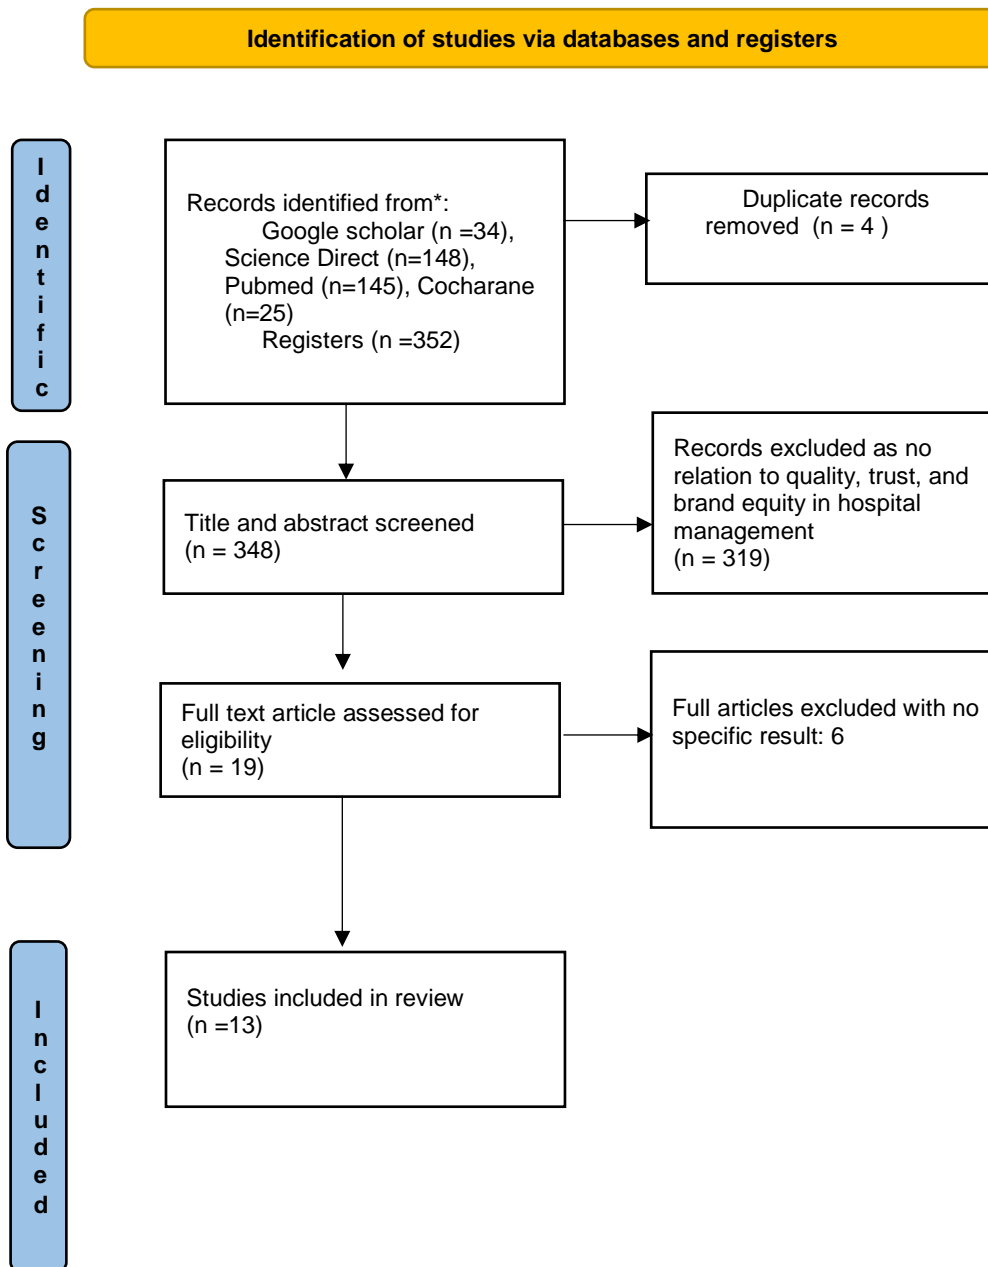 Identification of studies via databases and registers
Identific
Records identified from*:
Google scholar (n =34),
Science Direct (n=148),
Pubmed (n=145), Cocharane
(n=25)
Registers (n =352)
Duplicate records
removed  (n = 4 )
Screening
Title and abstract screened
(n = 348)
Records excluded as no
relation to quality, trust, and
brand equity in hospital
management
(n = 319)
Full text article assessed for
eligibility
(n = 19)
Full articles excluded with no
specific result: 6
Included
Studies included in review
(n =13)